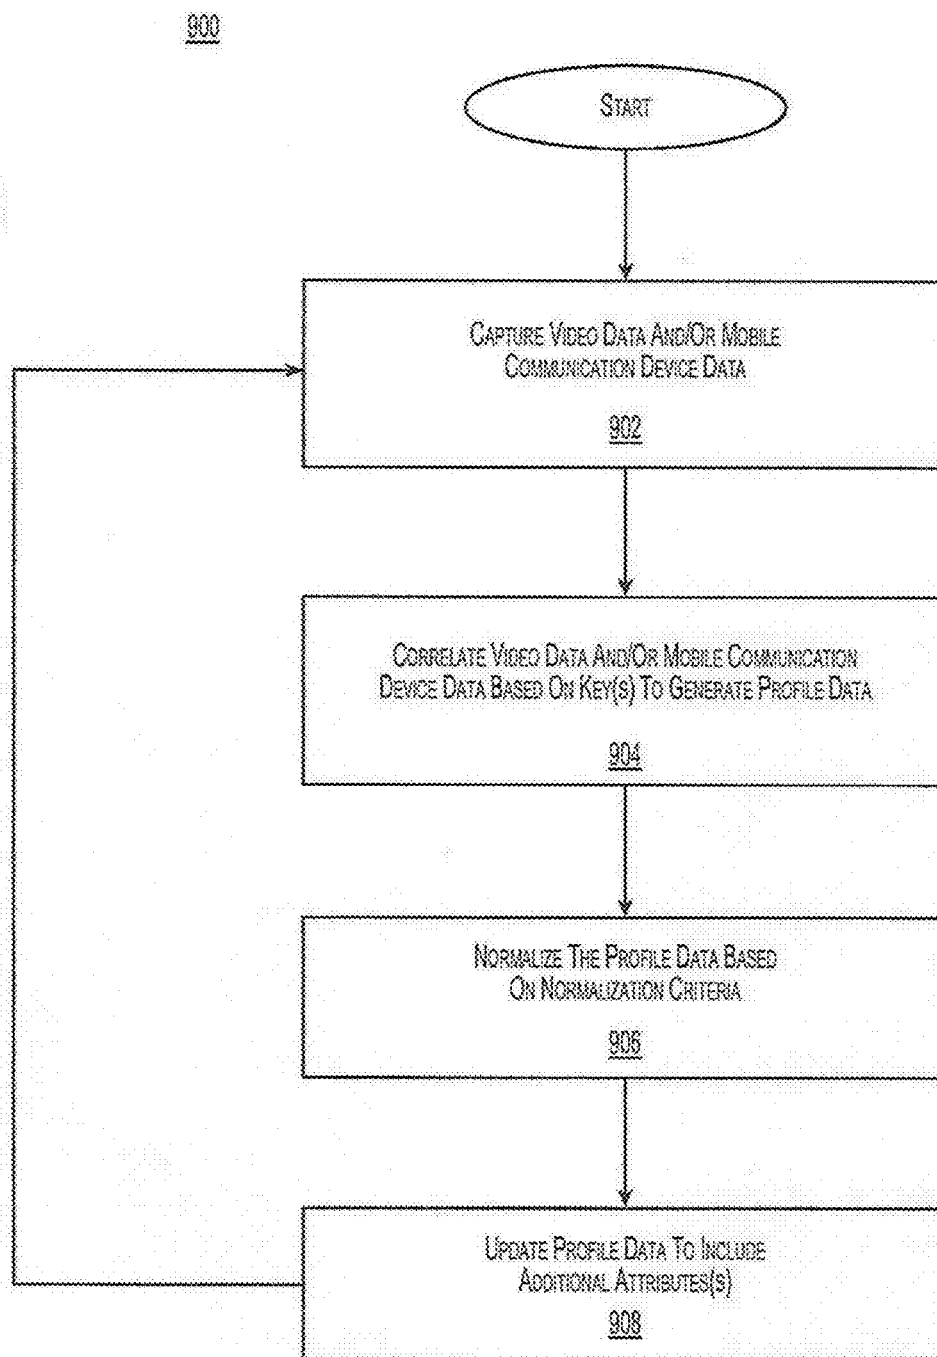 900
START
CAPTURE VIDEO DATA AND/OR MOBILE
COMMUNICATION DEVICE DATA
902
CORRELATE VIDEO DATA AND/OR MOBILE COMMUNICATION
DEVICE DATA BASED ON KEY(S) TO GENERATE PROFILE DATA
904
NORMALIZE THE PROFILE DATA BASED
ON NORMALIZATION CRITERIA
906
UPDATE PROFILE DATA TO INCLUDE
ADDITIONAL ATTRIBUTES(S)
908